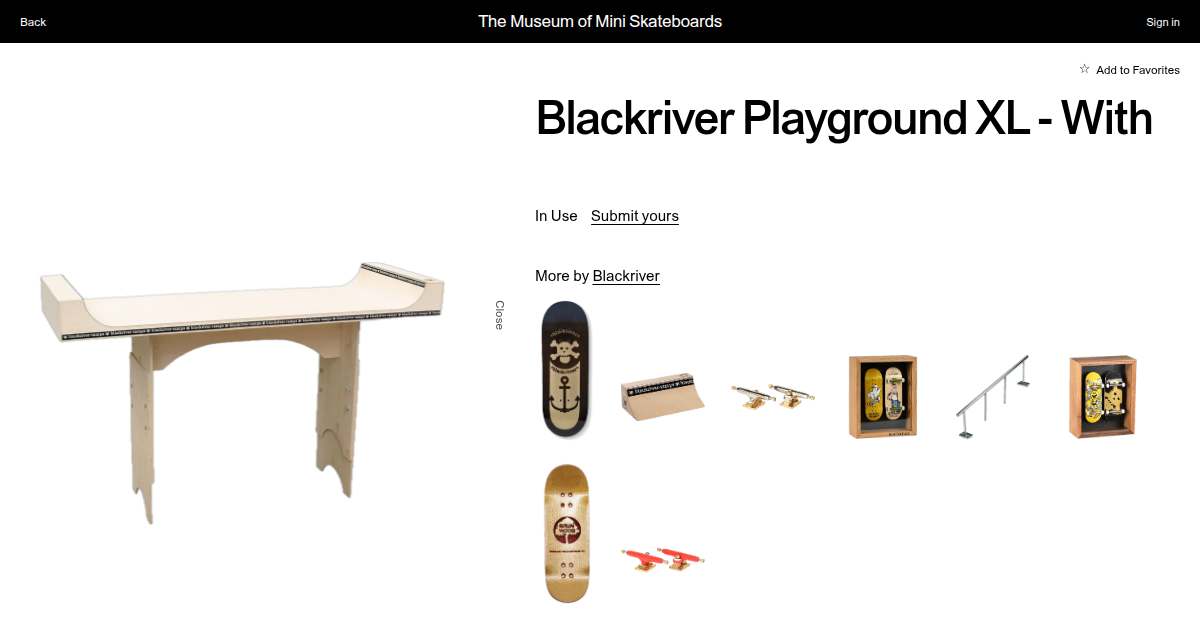 Back
The Museum of Mini Skateboards
Sign in
☆ Add to Favorites
Blackriver Playground XL - With
In Use Submit yours
More by Blackriver
Close